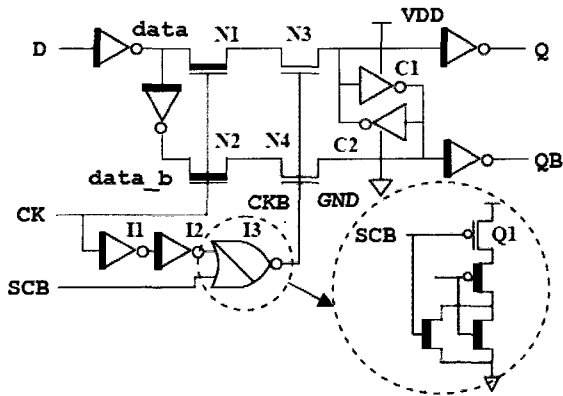 VDD
D
data
N1
N3
Q
C1
N2
N4
C2
data_b
QB
CK
CKB
GND
I1
I2
I3
SCB
SCB
Q1